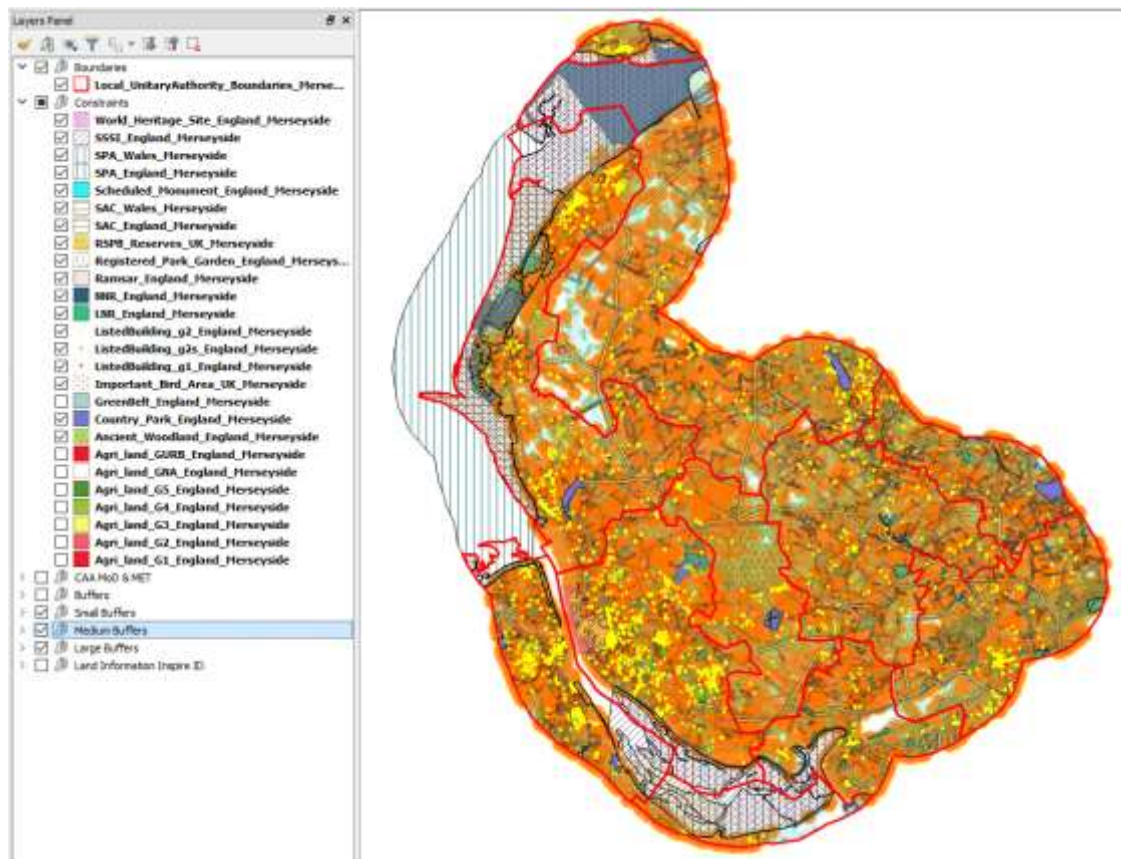 Layers Panel
Boundaries
Local_UnitaryAuthority_Boundaries_Merse...
Constraints
World_Heritage_Site_England_Merseyside
SSSI_England_Merseyside
SPA_Wales_Merseyside
SPA_England_Merseyside
Scheduled_Monument_England_Merseyside
SAC_Wales_Merseyside
SAC_England_Merseyside
RSPB_Reserves_UK_Merseyside
Registered_Park_Garden_England_Merseys...
Ramsar_England_Merseyside
NNR_England_Merseyside
LNR_England_Merseyside
ListedBuilding_g2_England_Merseyside
ListedBuilding_g2s_England_Merseyside
ListedBuilding_g1_England_Merseyside
Important_Bird_Area_UK_Merseyside
GreenBelt_England_Merseyside
Country_Park_England_Merseyside
Ancient_Woodland_England_Merseyside
Agri_land_GURB_England_Merseyside
Agri_land_GNA_England_Merseyside
Agri_land_G5_England_Merseyside
Agri_land_G4_England_Merseyside
Agri_land_G3_England_Merseyside
Agri_land_G2_England_Merseyside
Agri_land_G1_England_Merseyside
CAA MoD & MET
Buffers
Small Buffers
Medium Buffers
Large Buffers
Land Information Inspire ID